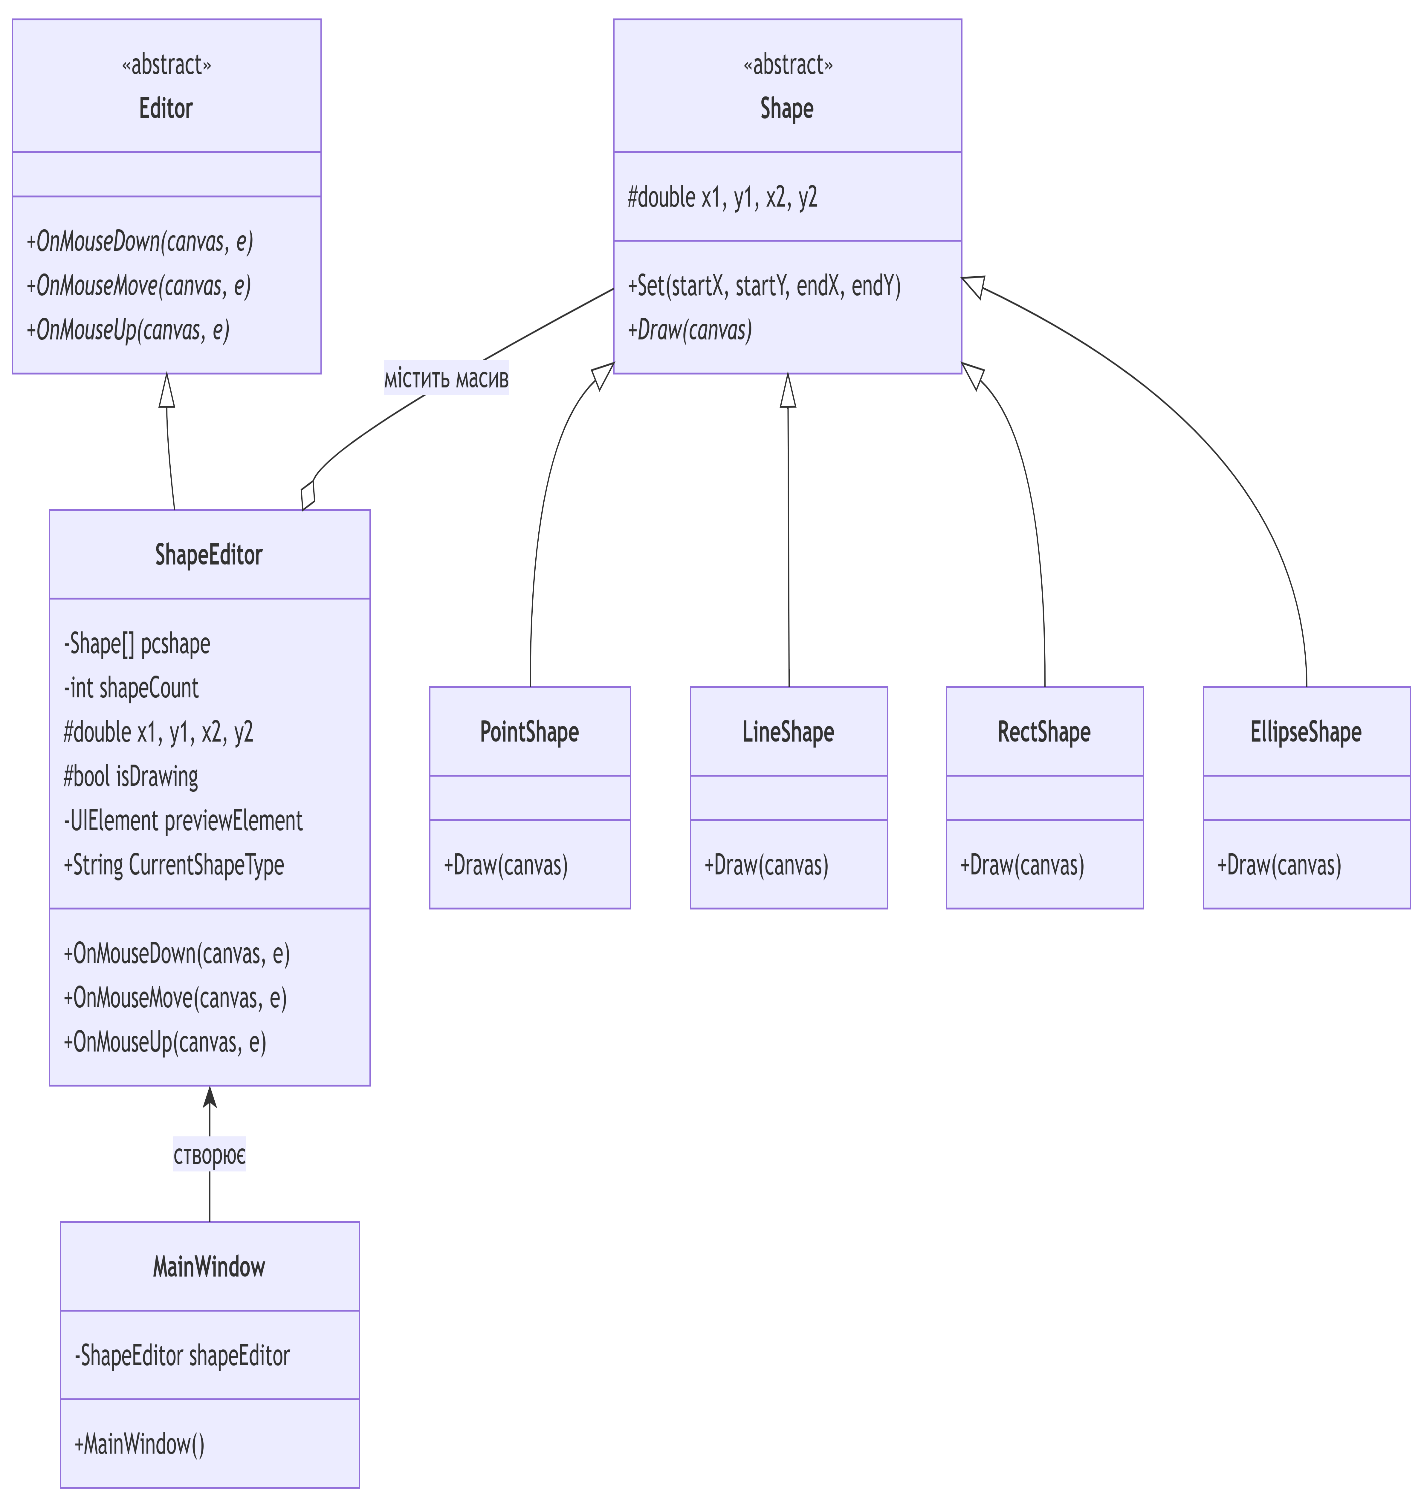 «abstract»
Editor
+OnMouseDown(canvas, e)
+OnMouseMove(canvas, e)
+OnMouseUp(canvas, e)
«abstract»
Shape
#double x1, y1, x2, y2
+Set(startX, startY, endX, endY)
+Draw(canvas)
містить масив
ShapeEditor
-Shape[] pcshape
-int shapeCount
#double x1, y1, x2, y2
#bool isDrawing
-UIElement previewElement
+String CurrentShapeType
+OnMouseDown(canvas, e)
+OnMouseMove(canvas, e)
+OnMouseUp(canvas, e)
PointShape
+Draw(canvas)
LineShape
+Draw(canvas)
RectShape
+Draw(canvas)
EllipseShape
+Draw(canvas)
створює
MainWindow
-ShapeEditor shapeEditor
+MainWindow()